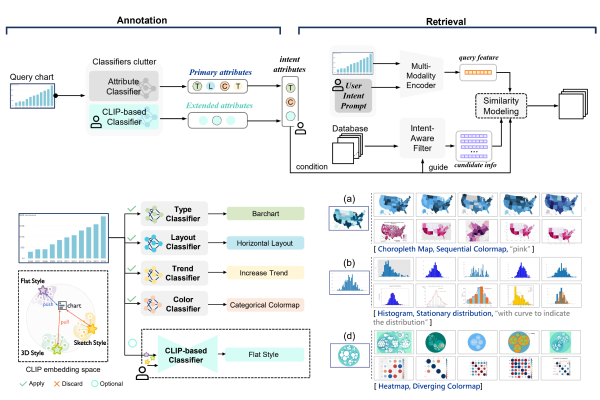 Annotation
Retrieval
Classifiers clutter
Query chart
Attribute
Classifier
CLIP-based
Classifier
Primary attributes
T L C T
Extended attributes
intent
attributes
T
C
User
Intent
Prompt
Multi-
Modality
Encoder
query feature
Similarity
Modeling
Database
Intent-
Aware
Filter
candidate info
condition
guide
Type
Classifier
Barchart
Layout
Classifier
Horizontal Layout
Trend
Classifier
Increase Trend
Color
Classifier
Categorical Colormap
CLIP-based
Classifier
Flat Style
Flat Style
push
chart
pull
Sketch Style
3D Style
CLIP embedding space
Apply Discard Optional
(a)
[ Choropleth Map, Sequential Colormap, "pink" ]
(b)
[ Histogram, Stationary distribution, "with curve to indicate
the distribution" ]
(d)
[ Heatmap, Diverging Colormap]